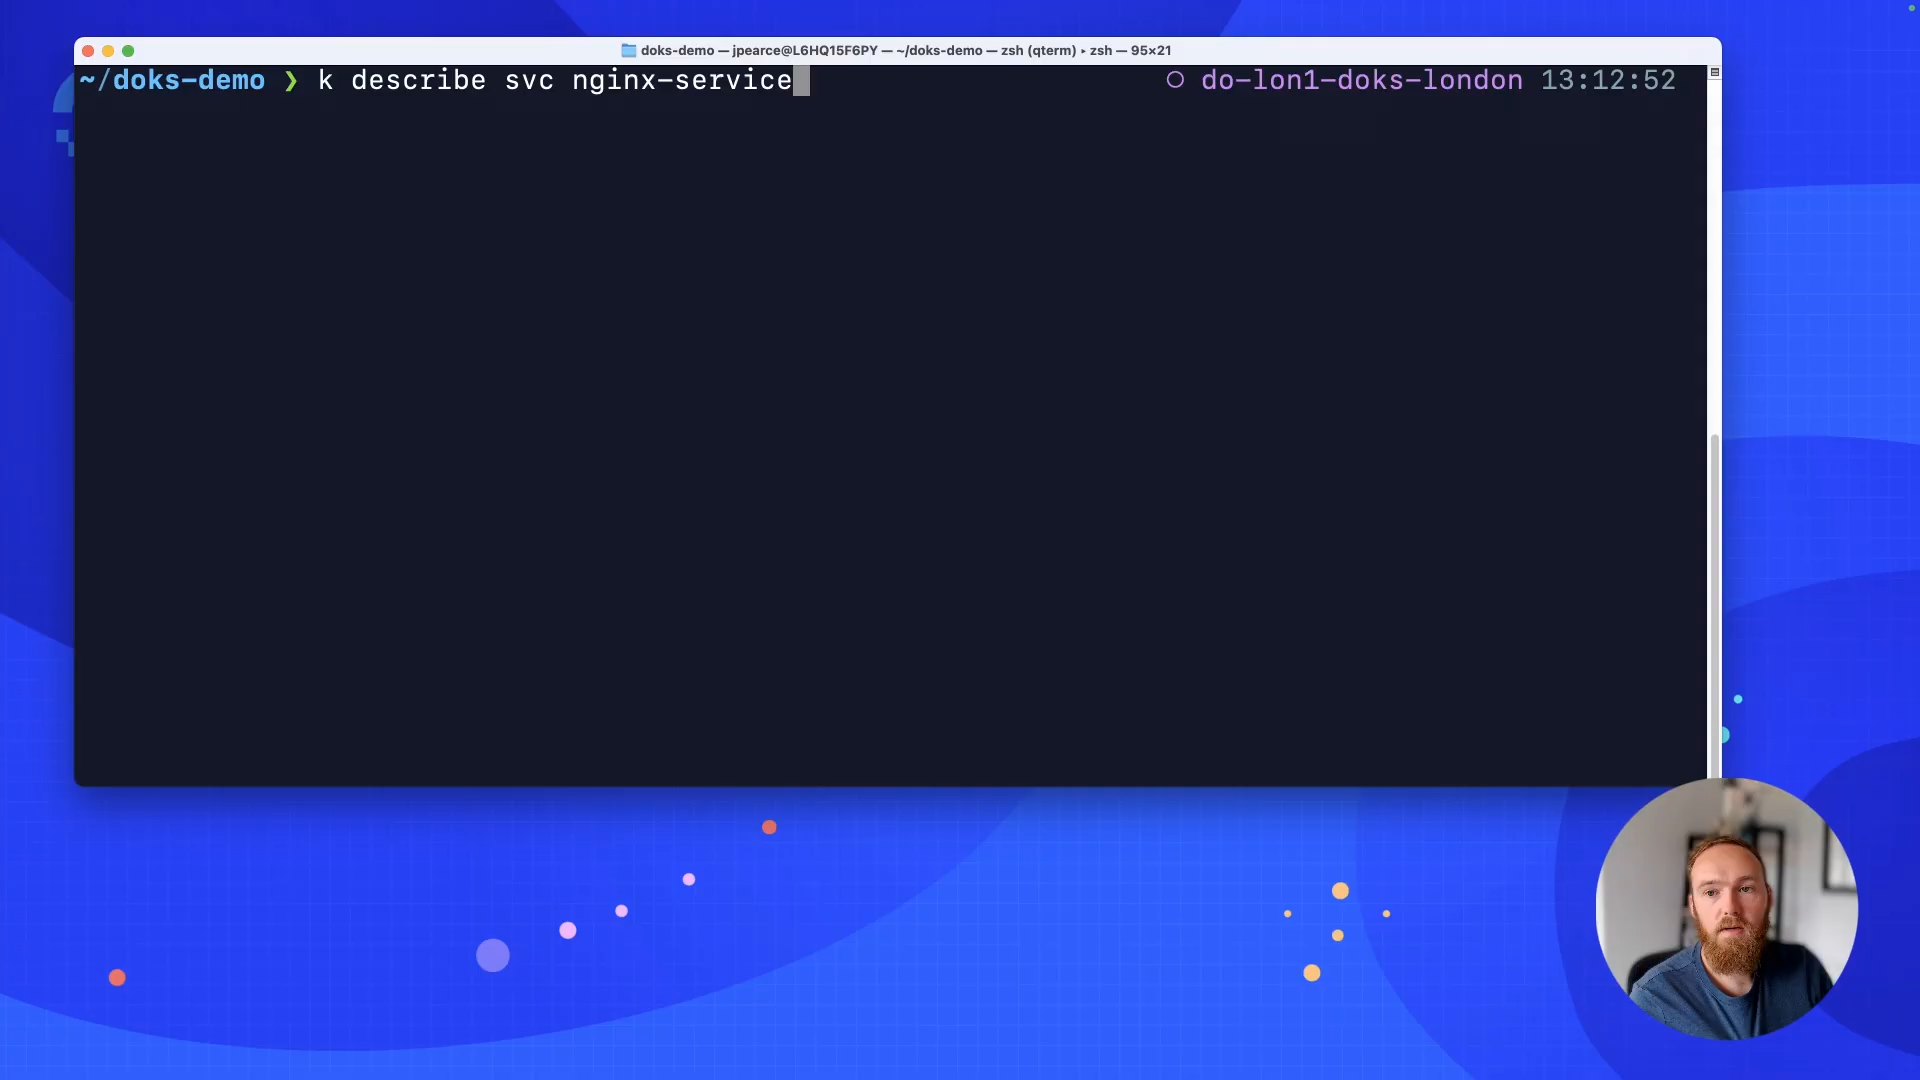 doks-demo — jpearce@L6HQ15F6PY — ~/doks-demo — zsh (qterm) ▸ zsh — 95×21
~/doks-demo ❯ k describe svc nginx-service ○ do-lon1-doks-london 13:12:52